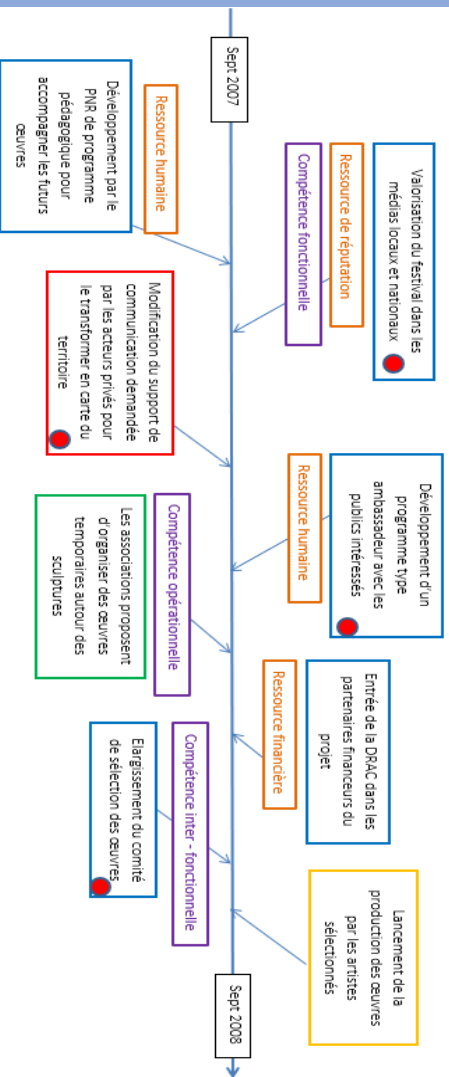 Sept 2007
Valorisation du festival dans les
médias locaux et nationaux
Ressource de réputation
Compétence fonctionnelle
Ressource humaine
Développement par le
PNR de programme
pédagogique pour
accompagner les futurs
œuvres
Modification du support de
communication demandée
par les acteurs privés pour
le transformer en carte du
territoire
Développement d'un
programme type
ambassadeur avec les
publics intéressés
Ressource humaine
Compétence opérationnelle
Les associations proposent
d'organiser des œuvres
temporaires autour des
sculptures
Entrée de la DRAC dans les
partenaires financeurs du
projet
Ressource financière
Compétence inter - fonctionnelle
Elargissement du comité
de sélection des œuvres
Lancement de la
production des œuvres
par les artistes
sélectionnés
Sept 2008